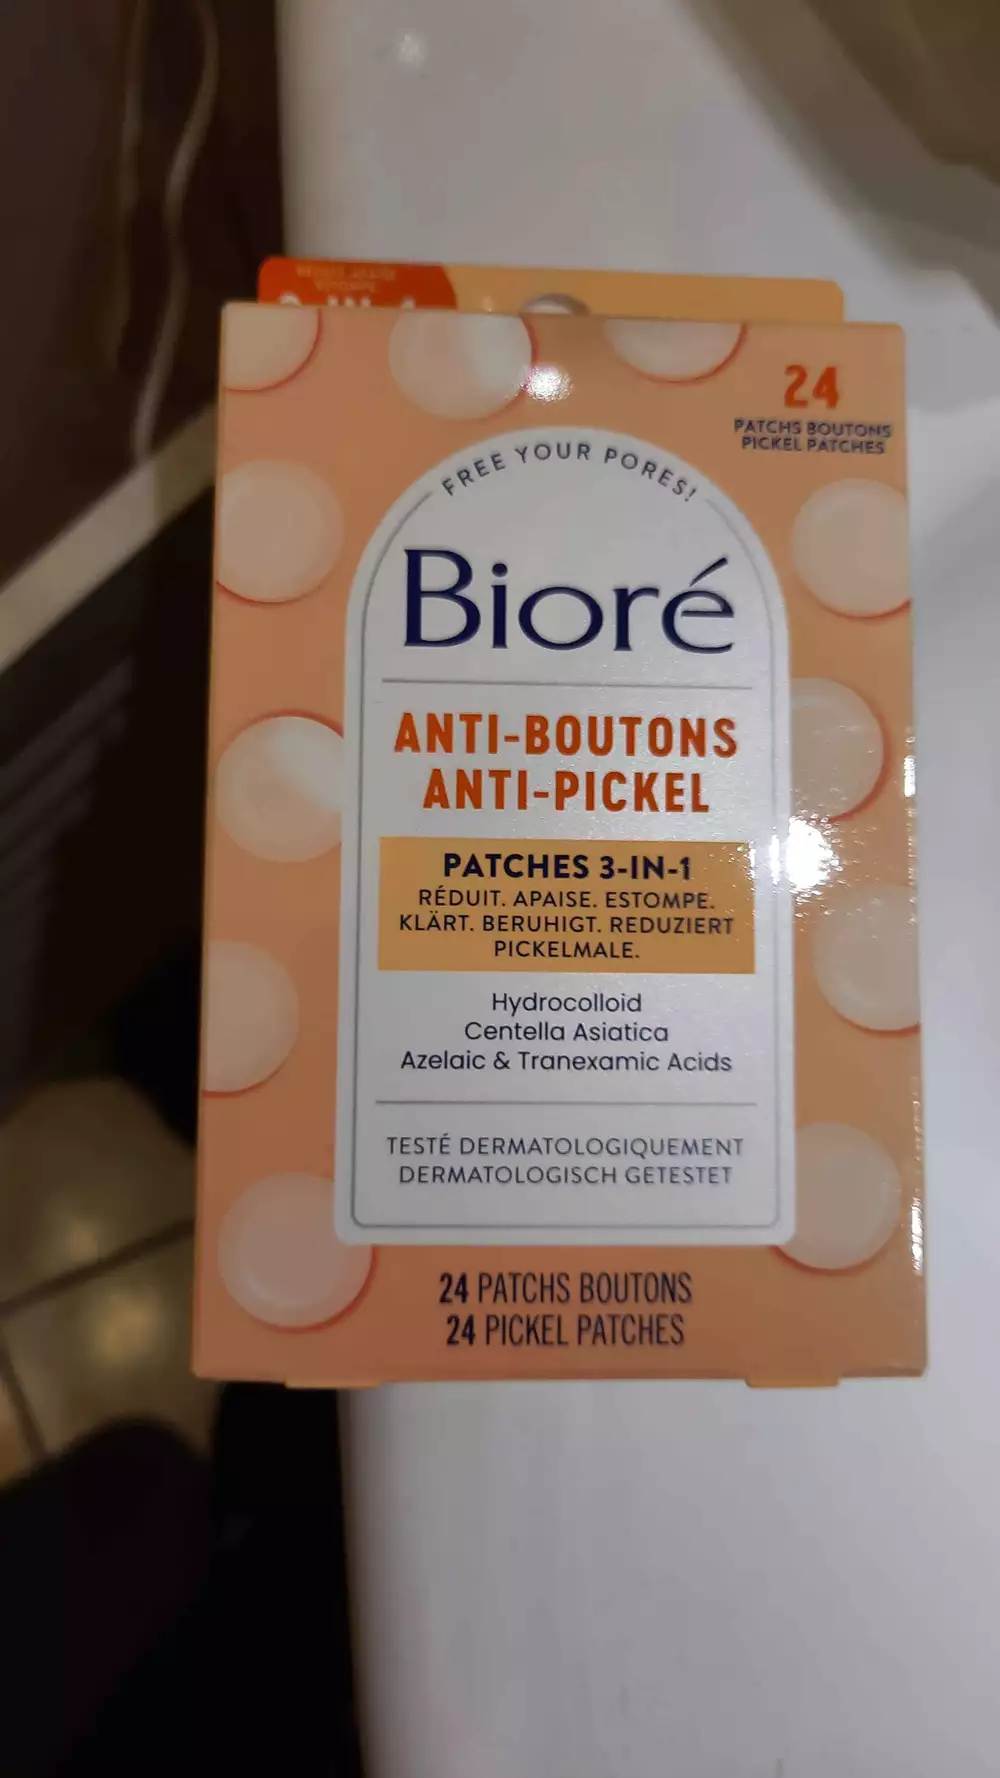 24
PATCHS BOUTONS
PICKEL PATCHES
FREE YOUR PORES!
Bioré
ANTI-BOUTONS
ANTI-PICKEL
PATCHES 3-IN-1
RÉDUIT. APAISE. ESTOMPE.
KLÄRT. BERUHIGT. REDUZIERT
PICKELMALE.
Hydrocolloid
Centella Asiatica
Azelaic & Tranexamic Acids
TESTÉ DERMATOLOGIQUEMENT
DERMATOLOGISCH GETESTET
24 PATCHS BOUTONS
24 PICKEL PATCHES